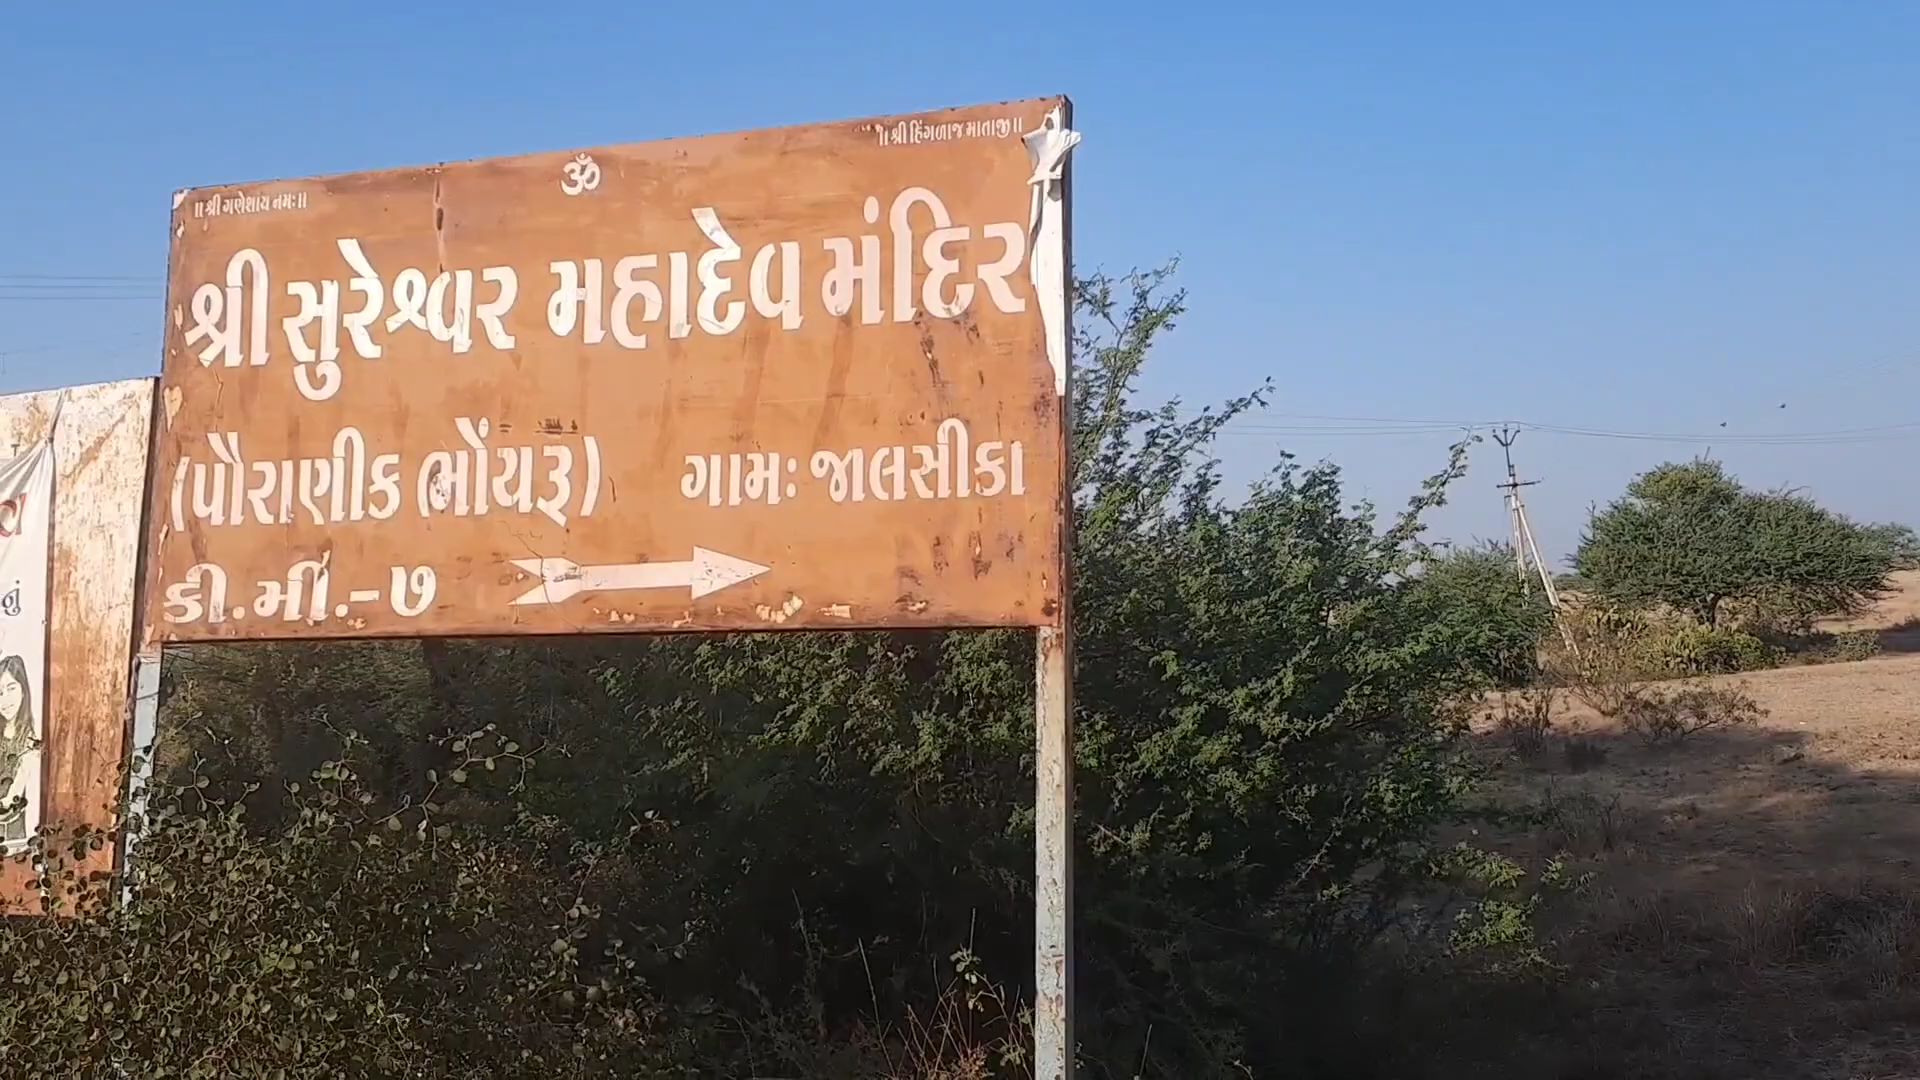 ॥ શ્રી ગણેશાય નમઃ ॥
ૐ
॥ શ્રી હિંગળાજ માતાજી ॥
શ્રી સુરેશ્વર મહાદેવ મંદિર
(પૌરાણીક ભોંયરૂ) ગામઃ જાલસીકા
કી.મી.-૭
નું